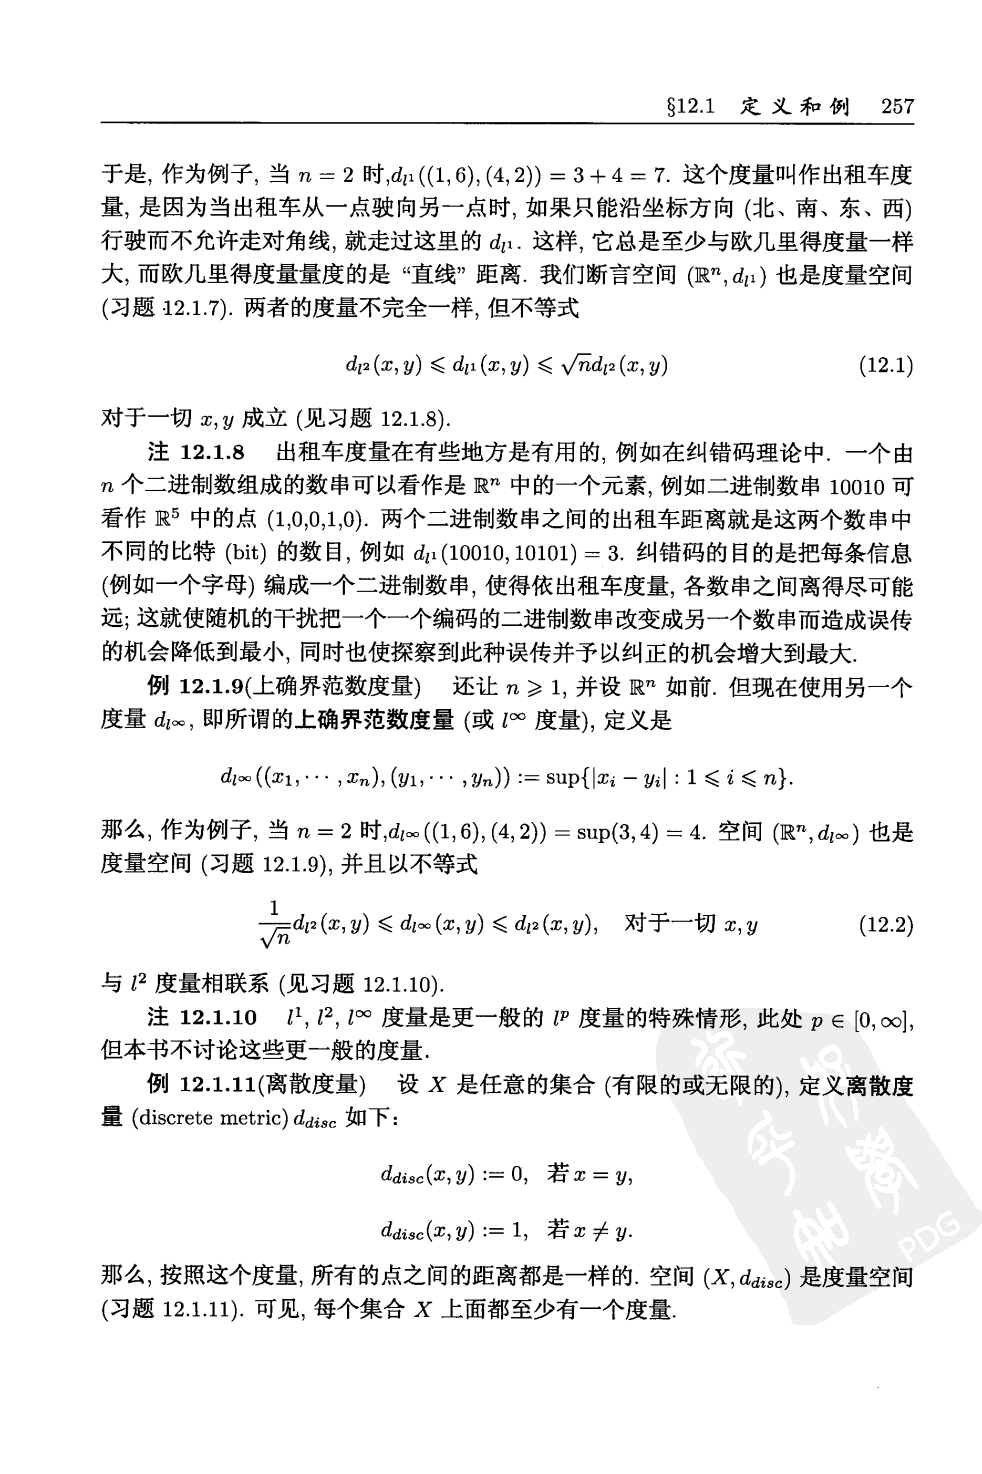 §12.1 定义和例 257
于是, 作为例子, 当 n = 2 时,d_{l^1}((1,6),(4,2)) = 3 + 4 = 7. 这个度量叫作出租车度
量, 是因为当出租车从一点驶向另一点时, 如果只能沿坐标方向 (北、南、东、西)
行驶而不允许走对角线, 就走过这里的 d_{l^1}. 这样, 它总是至少与欧几里得度量一样
大, 而欧几里得度量量度的是 “直线” 距离. 我们断言空间 (ℝ^n, d_{l^1}) 也是度量空间
(习题 12.1.7). 两者的度量不完全一样, 但不等式
d_{l^2}(x,y) ⩽ d_{l^1}(x,y) ⩽ √n d_{l^2}(x,y) (12.1)
对于一切 x,y 成立 (见习题 12.1.8).
注 12.1.8 出租车度量在有些地方是有用的, 例如在纠错码理论中. 一个由
n 个二进制数组成的数串可以看作是 ℝ^n 中的一个元素, 例如二进制数串 10010 可
看作 ℝ^5 中的点 (1,0,0,1,0). 两个二进制数串之间的出租车距离就是这两个数串中
不同的比特 (bit) 的数目, 例如 d_{l^1}(10010, 10101) = 3. 纠错码的目的是把每条信息
(例如一个字母) 编成一个二进制数串, 使得依出租车度量, 各数串之间离得尽可能
远; 这就使随机的干扰把一个一个编码的二进制数串改变成另一个数串而造成误传
的机会降低到最小, 同时也使探察到此种误传并予以纠正的机会增大到最大.
例 12.1.9(上确界范数度量) 还让 n ⩾ 1, 并设 ℝ^n 如前. 但现在使用另一个
度量 d_{l^∞}, 即所谓的上确界范数度量 (或 l^∞ 度量), 定义是
d_{l^∞}((x_1,⋯,x_n),(y_1,⋯,y_n)) := sup{|x_i − y_i| : 1 ⩽ i ⩽ n}.
那么, 作为例子, 当 n = 2 时,d_{l^∞}((1,6),(4,2)) = sup(3,4) = 4. 空间 (ℝ^n, d_{l^∞}) 也是
度量空间 (习题 12.1.9), 并且以不等式
\frac{1}{√n} d_{l^2}(x,y) ⩽ d_{l^∞}(x,y) ⩽ d_{l^2}(x,y), 对于一切 x,y (12.2)
与 l^2 度量相联系 (见习题 12.1.10).
注 12.1.10 l^1, l^2, l^∞ 度量是更一般的 l^p 度量的特殊情形, 此处 p ∈ [0,∞],
但本书不讨论这些更一般的度量.
例 12.1.11(离散度量) 设 X 是任意的集合 (有限的或无限的), 定义离散度
量 (discrete metric) d_{disc} 如下:
d_{disc}(x,y) := 0, 若 x = y,
d_{disc}(x,y) := 1, 若 x ≠ y.
那么, 按照这个度量, 所有的点之间的距离都是一样的. 空间 (X, d_{disc}) 是度量空间
(习题 12.1.11). 可见, 每个集合 X 上面都至少有一个度量.
PDG